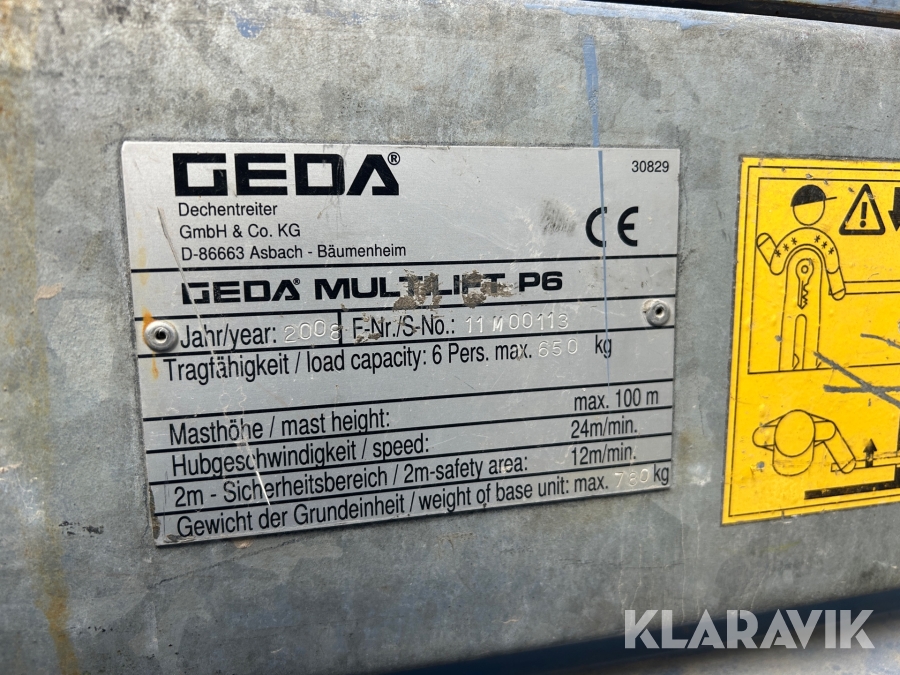 GEDA®
30829
Dechentreiter
GmbH & Co. KG
D-86663 Asbach - Bäumenheim
CE
GEDA® MULTILIFT P6
Jahr/year: 2008 F-Nr./S-No.: 11M00113
Tragfähigkeit / load capacity: 6 Pers. max. 650 kg
Masthöhe / mast height: max. 100 m
Hubgeschwindigkeit / speed: 24m/min.
2m - Sicherheitsbereich / 2m-safety area: 12m/min.
Gewicht der Grundeinheit / weight of base unit: max. kg
KLARAVIK